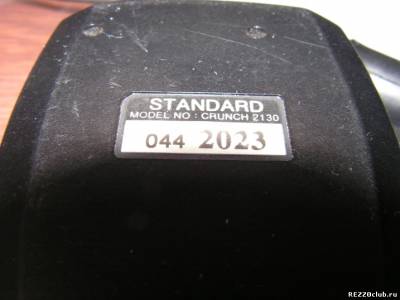 STANDARD
MODEL NO : CRUNCH 2130
044 2023
REZZOclub.ru